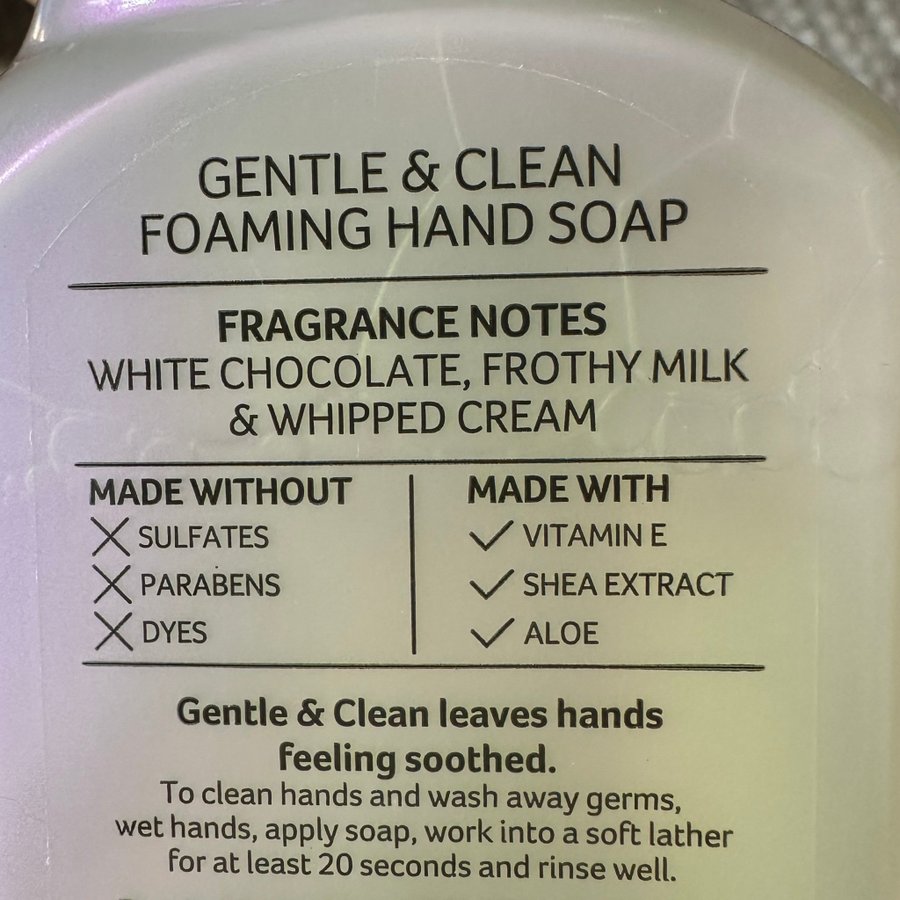 GENTLE & CLEAN
FOAMING HAND SOAP
FRAGRANCE NOTES
WHITE CHOCOLATE, FROTHY MILK
& WHIPPED CREAM
MADE WITHOUT
SULFATES
PARABENS
DYES
MADE WITH
VITAMIN E
SHEA EXTRACT
ALOE
Gentle & Clean leaves hands
feeling soothed.
To clean hands and wash away germs,
wet hands, apply soap, work into a soft lather
for at least 20 seconds and rinse well.